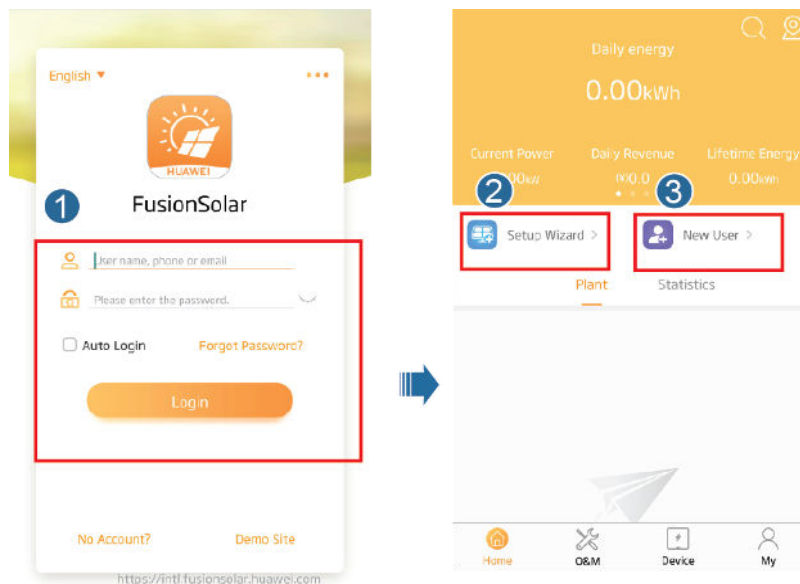 English ▼
HUAWEI
1
FusionSolar
User name, phone or email
Please enter the password.
Auto Login Forgot Password?
Login
No Account? Demo Site
https://intl.fusionsolar.huawei.com
Daily energy
0.00kWh
Current Power Daily Revenue Lifetime Energy
0.00kWh
2 3
Setup Wizard > New User >
Plant Statistics
Home O&M Device My